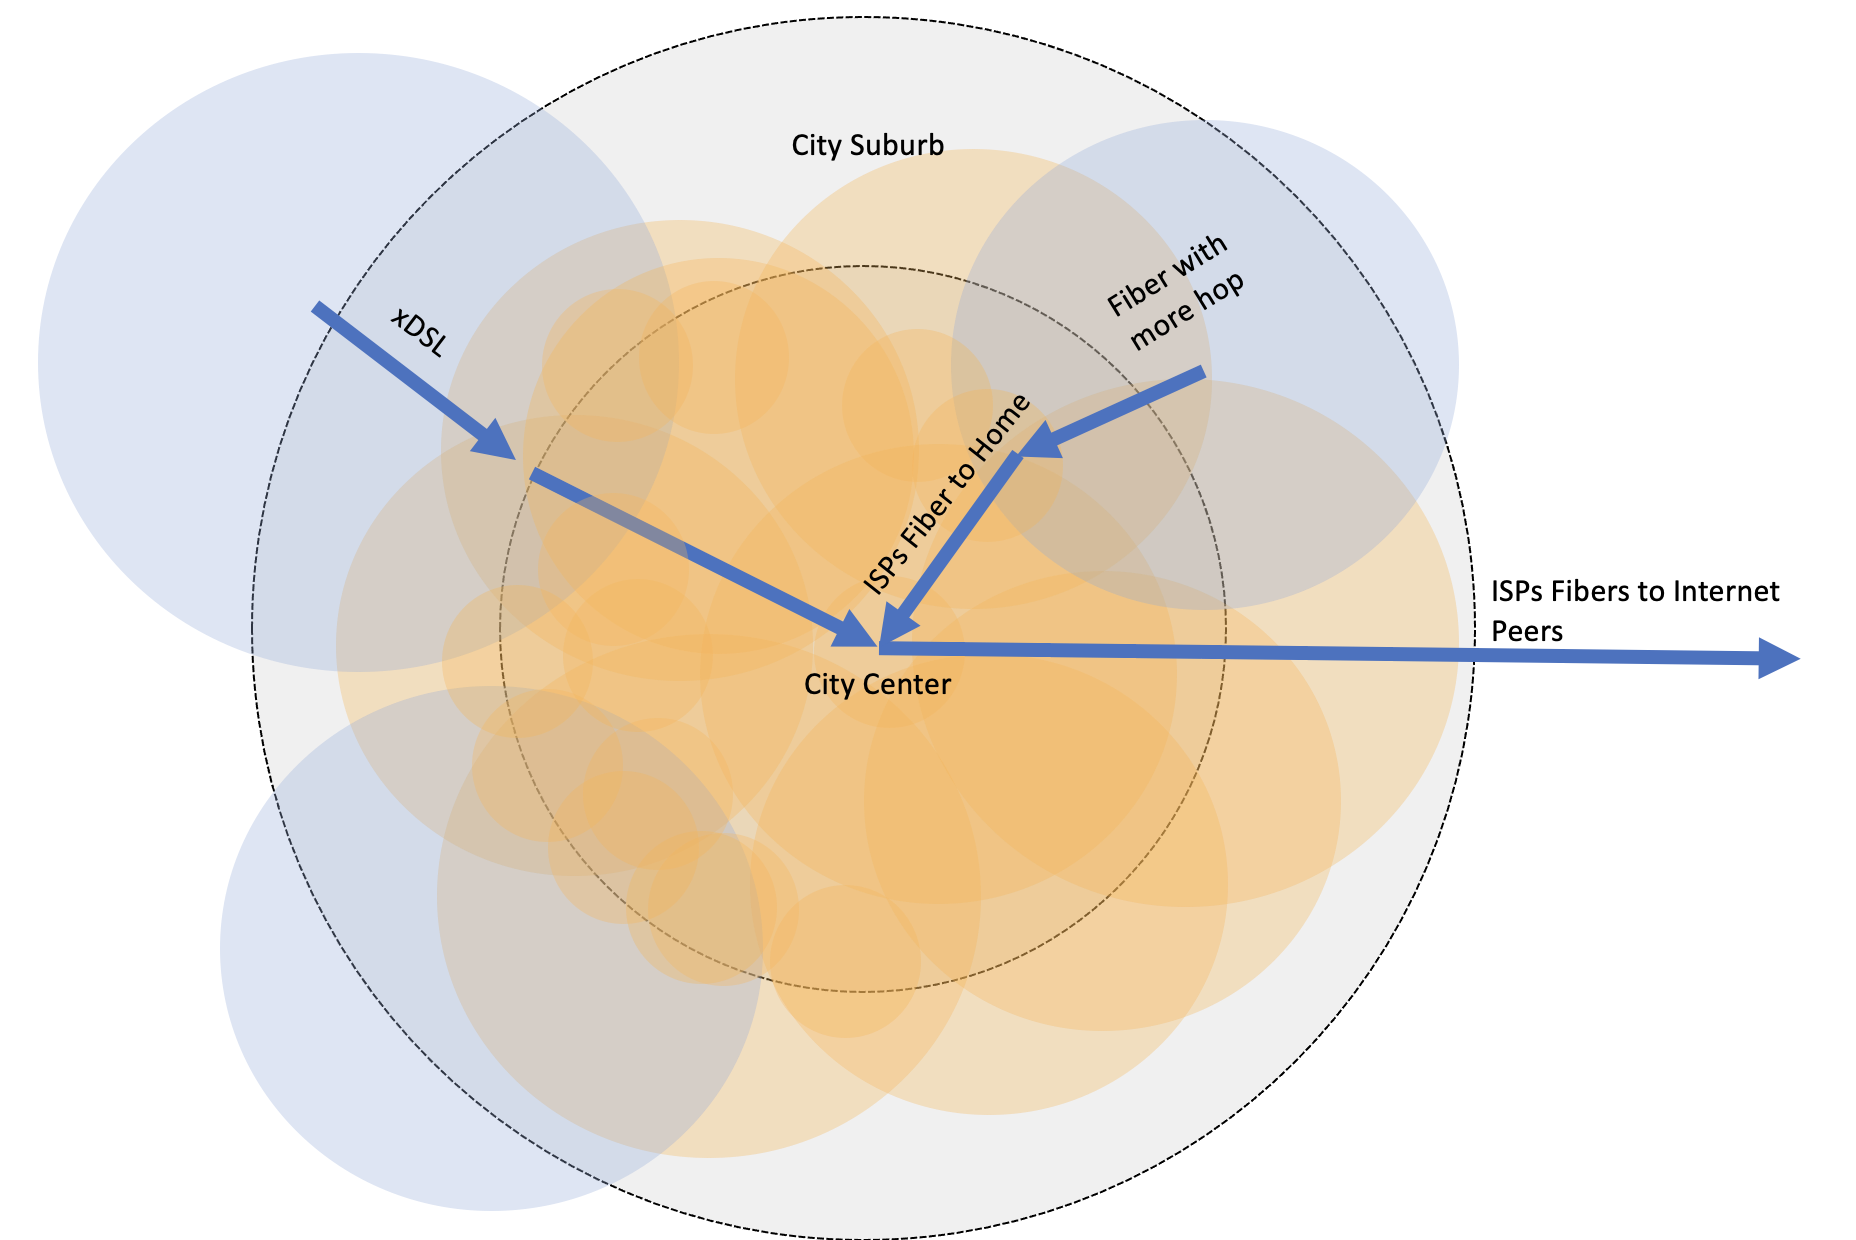 City Suburb
xDSL
Fiber with
more hop
ISPs Fiber to Home
ISPs Fibers to Internet
Peers
City Center